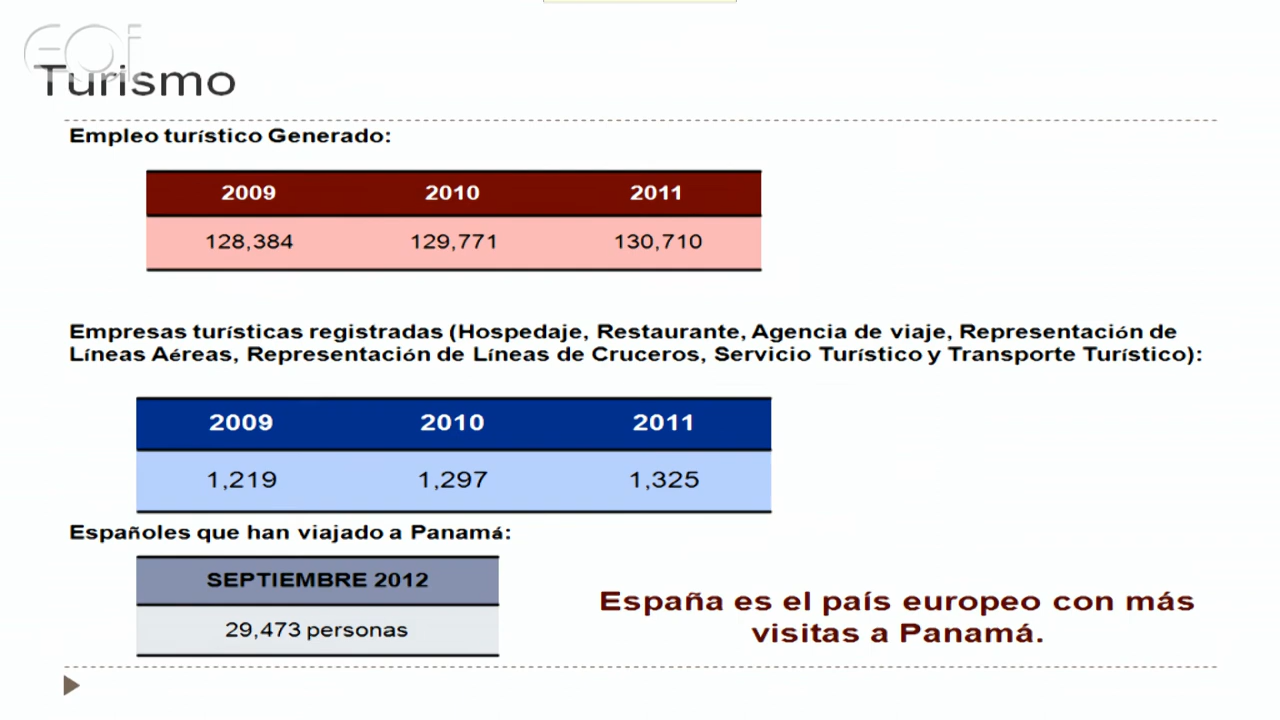 EOi
Turismo
Empleo turístico Generado:
2009 2010 2011
128,384 129,771 130,710
Empresas turísticas registradas (Hospedaje, Restaurante, Agencia de viaje, Representación de
Líneas Aéreas, Representación de Líneas de Cruceros, Servicio Turístico y Transporte Turístico):
2009 2010 2011
1,219 1,297 1,325
Españoles que han viajado a Panamá:
SEPTIEMBRE 2012
29,473 personas
España es el país europeo con más
visitas a Panamá.